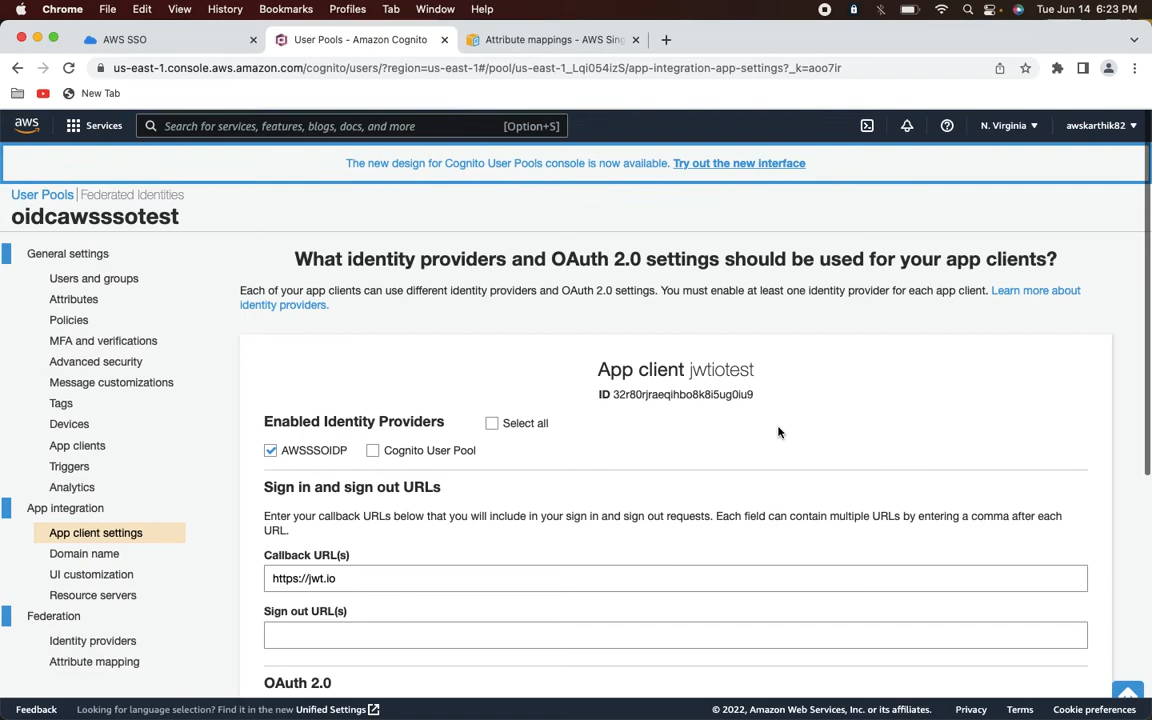 Chrome File Edit View History Bookmarks Profiles Tab Window Help Tue Jun 14 6:23 PM
AWS SSO User Pools - Amazon Cognito Attribute mappings - AWS Sing
us-east-1.console.aws.amazon.com/cognito/users/?region=us-east-1#/pool/us-east-1_Lqi054izS/app-integration-app-settings?_k=aoo7ir
New Tab
aws Services Search for services, features, blogs, docs, and more [Option+S] N. Virginia awskarthik82
The new design for Cognito User Pools console is now available. Try out the new interface
User Pools | Federated Identities
oidcawsssotest
General settings
Users and groups
Attributes
Policies
MFA and verifications
Advanced security
Message customizations
Tags
Devices
App clients
Triggers
Analytics
App integration
App client settings
Domain name
UI customization
Resource servers
Federation
Identity providers
Attribute mapping
What identity providers and OAuth 2.0 settings should be used for your app clients?
Each of your app clients can use different identity providers and OAuth 2.0 settings. You must enable at least one identity provider for each app client. Learn more about
identity providers.
App client jwtiotest
ID 32r80rjraeqihbo8k8i5ug0iu9
Enabled Identity Providers Select all
AWSSSOIDP Cognito User Pool
Sign in and sign out URLs
Enter your callback URLs below that you will include in your sign in and sign out requests. Each field can contain multiple URLs by entering a comma after each
URL.
Callback URL(s)
https://jwt.io
Sign out URL(s)
OAuth 2.0
Feedback Looking for language selection? Find it in the new Unified Settings © 2022, Amazon Web Services, Inc. or its affiliates. Privacy Terms Cookie preferences